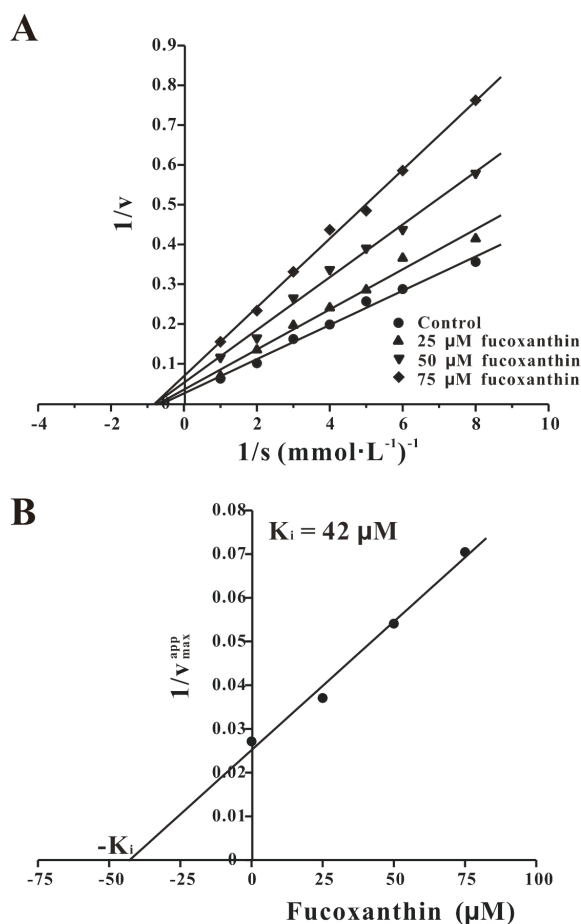 A
0.9
0.8
0.7
0.6
0.5
0.4
0.3
0.2
0.1
0
1/v
-4
-2
0
2
4
6
8
10
1/s (mmol·L⁻¹)⁻¹
Control
25 μM fucoxanthin
50 μM fucoxanthin
75 μM fucoxanthin
B
Kᵢ = 42 μM
0.08
0.07
0.06
0.05
0.04
0.03
0.02
0.01
0
1/v app max
-Kᵢ
-75
-50
-25
0
25
50
75
100
Fucoxanthin (μM)